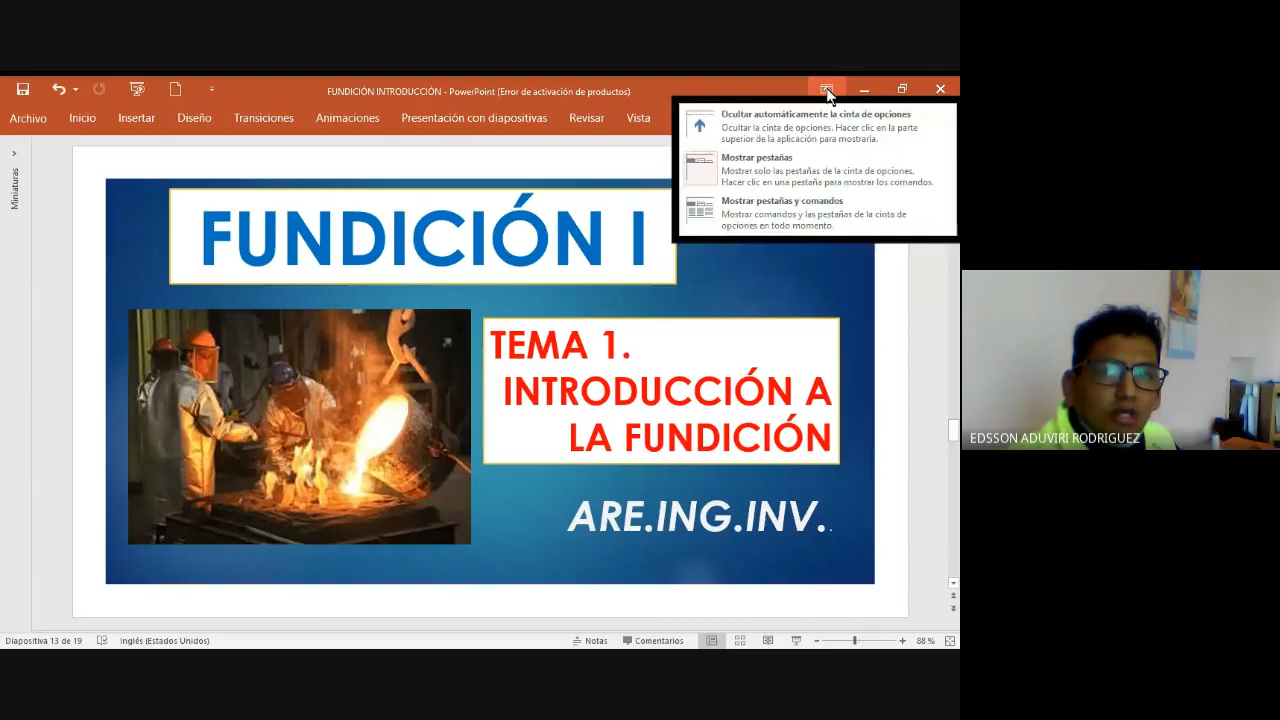 FUNDICIÓN INTRODUCCIÓN - PowerPoint (Error de activación de productos)
Archivo Inicio Insertar Diseño Transiciones Animaciones Presentación con diapositivas Revisar Vista
Ocultar automáticamente la cinta de opciones
Ocultar la cinta de opciones. Hacer clic en la parte
superior de la aplicación para mostrarla.
Mostrar pestañas
Mostrar solo las pestañas de la cinta de opciones.
Hacer clic en una pestaña para mostrar los comandos.
Mostrar pestañas y comandos
Mostrar comandos y las pestañas de la cinta de
opciones en todo momento.
Miniaturas
FUNDICIÓN I
TEMA 1.
INTRODUCCIÓN A
LA FUNDICIÓN
ARE.ING.INV..
EDSSON ADUVIRI RODRIGUEZ
Diapositiva 13 de 19 Inglés (Estados Unidos) Notas Comentarios 88 %